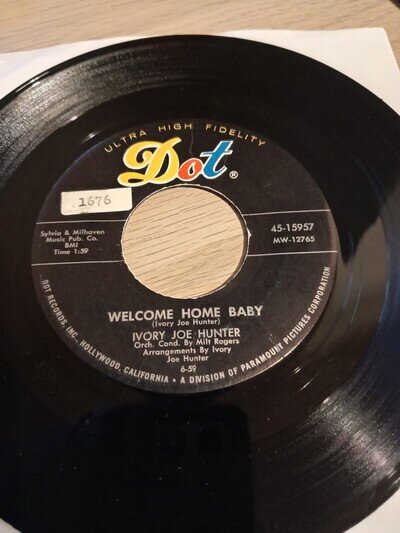 ULTRA HIGH FIDELITY
Dot®
1676
Sylvia & Milhaven
Music Pub. Co.
BMI
Time 1:59
45-15957
MW-12765
WELCOME HOME BABY
(Ivory Joe Hunter)
IVORY JOE HUNTER
Orch. Cond. By Milt Rogers
Arrangements By Ivory
Joe Hunter
6-59
DOT RECORDS, INC., HOLLYWOOD, CALIFORNIA • A DIVISION OF PARAMOUNT PICTURES CORPORATION